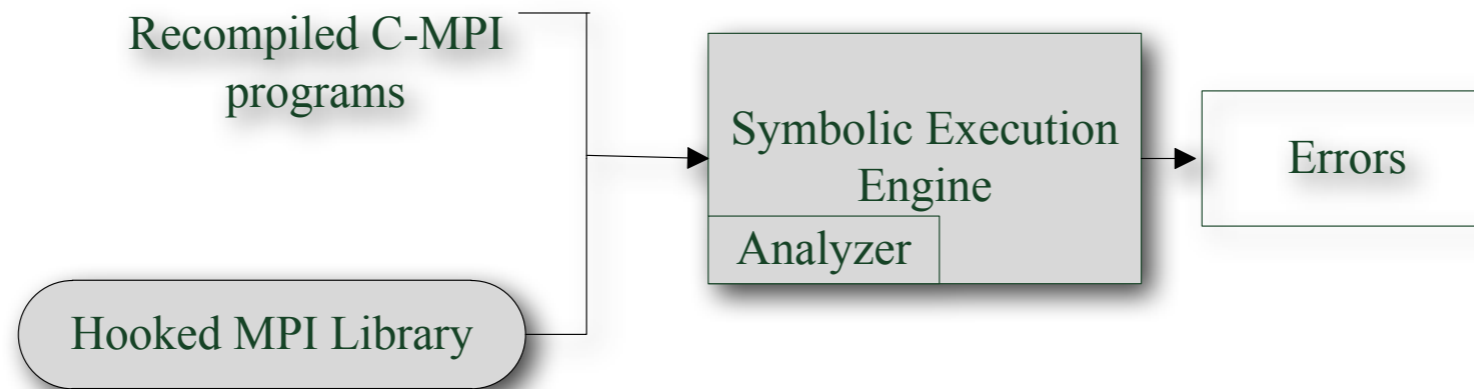 Recompiled C-MPI
programs
Symbolic Execution
Engine
Analyzer
Errors
Hooked MPI Library